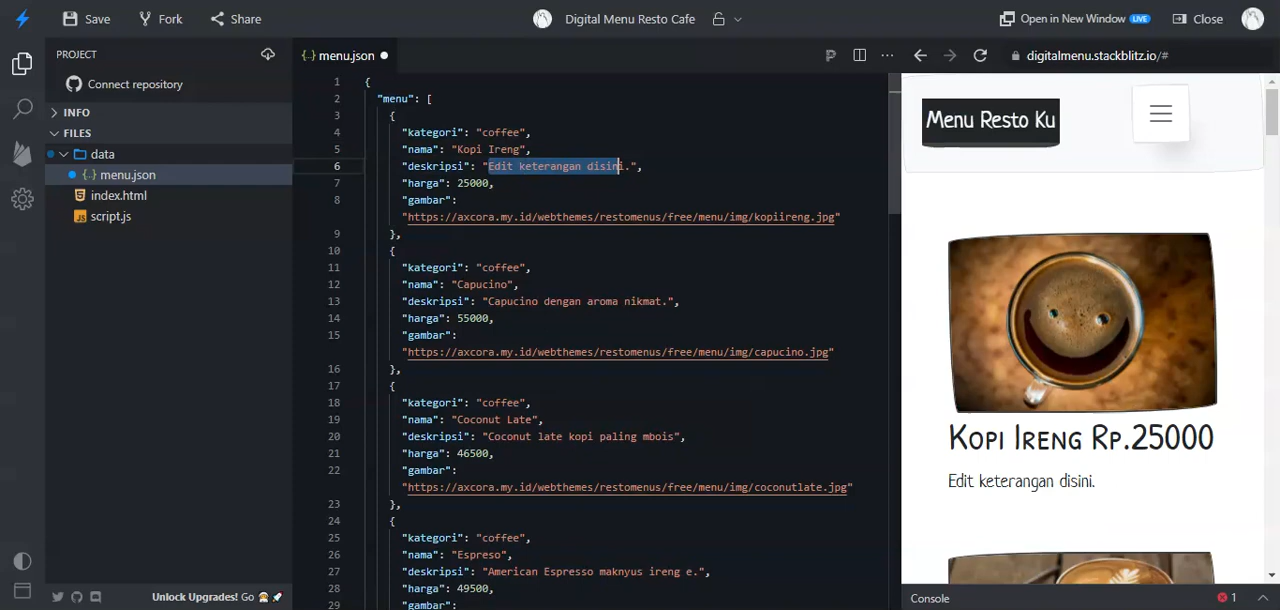 Save Fork Share Digital Menu Resto Cafe Open in New Window LIVE Close
PROJECT
Connect repository
INFO
FILES
data
{..} menu.json
index.html
JS script.js
Unlock Upgrades! Go
{..} menu.json
1 {
2 "menu": [
3 {
4 "kategori": "coffee",
5 "nama": "Kopi Ireng",
6 "deskripsi": "Edit keterangan disini.",
7 "harga": 25000,
8 "gambar":
"https://axcora.my.id/webthemes/restomenus/free/menu/img/kopiireng.jpg"
9 },
10 {
11 "kategori": "coffee",
12 "nama": "Capucino",
13 "deskripsi": "Capucino dengan aroma nikmat.",
14 "harga": 55000,
15 "gambar":
"https://axcora.my.id/webthemes/restomenus/free/menu/img/capucino.jpg"
16 },
17 {
18 "kategori": "coffee",
19 "nama": "Coconut Late",
20 "deskripsi": "Coconut late kopi paling mbois",
21 "harga": 46500,
22 "gambar":
"https://axcora.my.id/webthemes/restomenus/free/menu/img/coconutlate.jpg"
23 },
24 {
25 "kategori": "coffee",
26 "nama": "Espreso",
27 "deskripsi": "American Espresso maknyus ireng e.",
28 "harga": 49500,
29 "gambar":
digitalmenu.stackblitz.io/#
Menu Resto Ku
Kopi Ireng Rp.25000
Edit keterangan disini.
Console 1